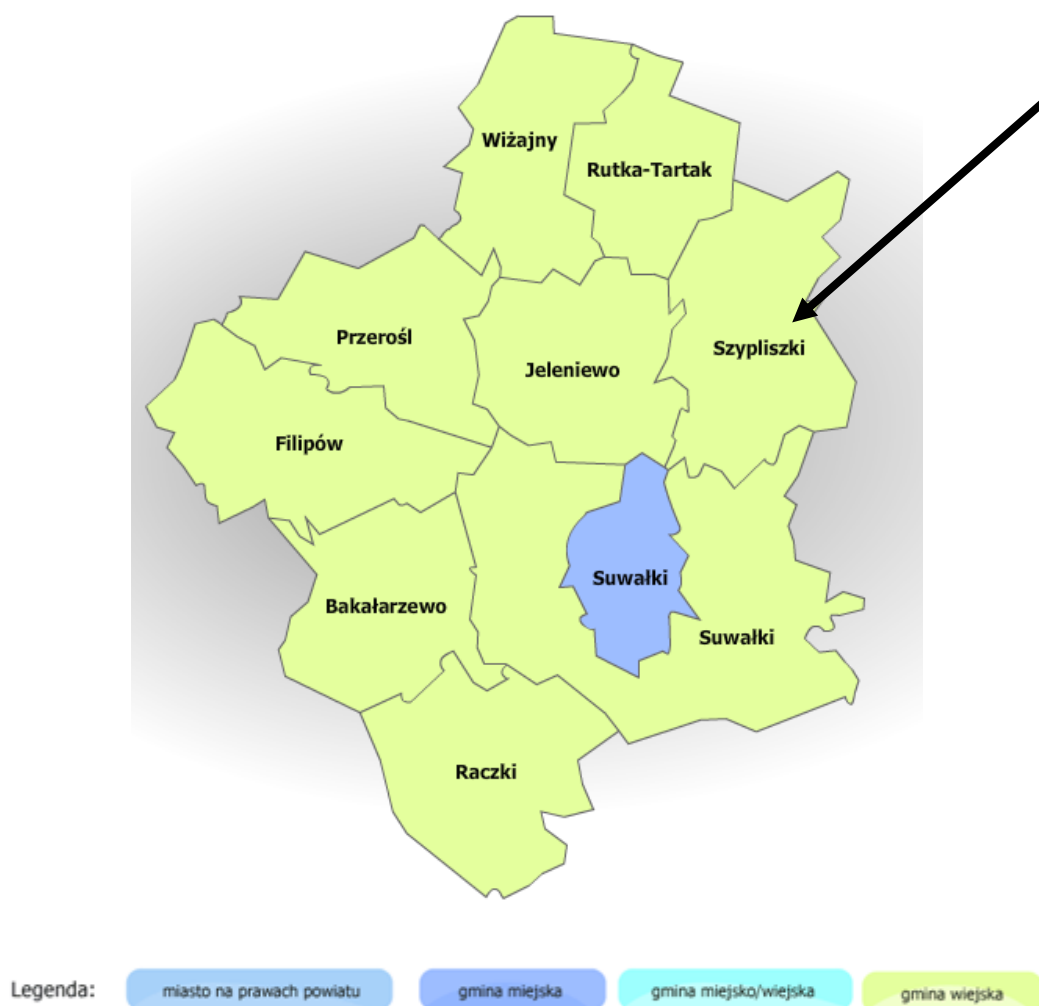 Wiżajny
Rutka-Tartak
Przerośl
Szypliszki
Jeleniewo
Filipów
Suwałki
Bakałarzewo
Suwałki
Raczki
Legenda:
miasto na prawach powiatu
gmina miejska
gmina miejsko/wiejska
gmina wiejska